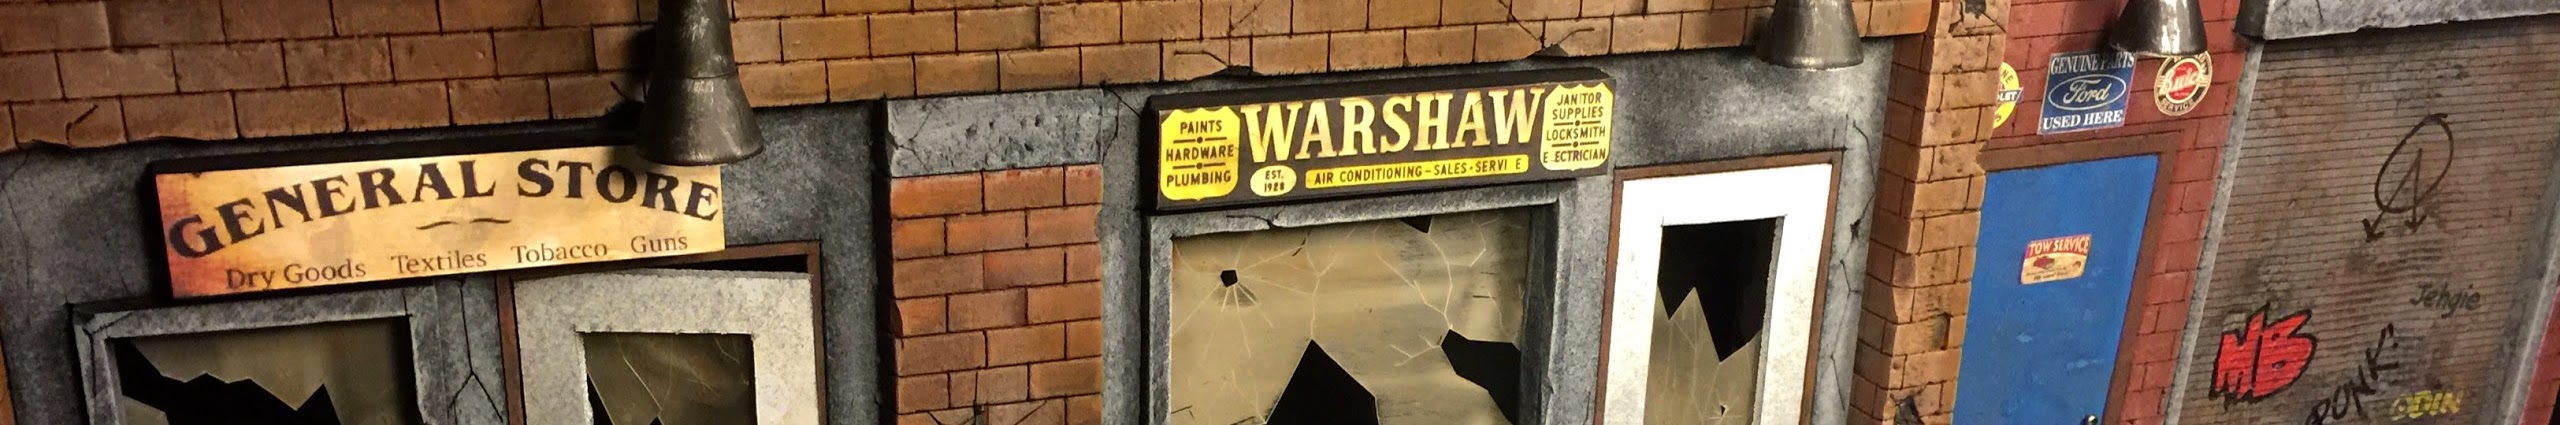 GENERAL STORE
Dry Goods Textiles Tobacco Guns
PAINTS
HARDWARE
PLUMBING
WARSHAW
EST.
1928
AIR CONDITIONING - SALES - SERVI E
JANITOR
SUPPLIES
LOCKSMITH
E ECTRICIAN
GENUINE PARTS
Ford
USED HERE
Buick
SERVICE
TOW SERVICE
Jehgie
MB
PUNK!
ODIN